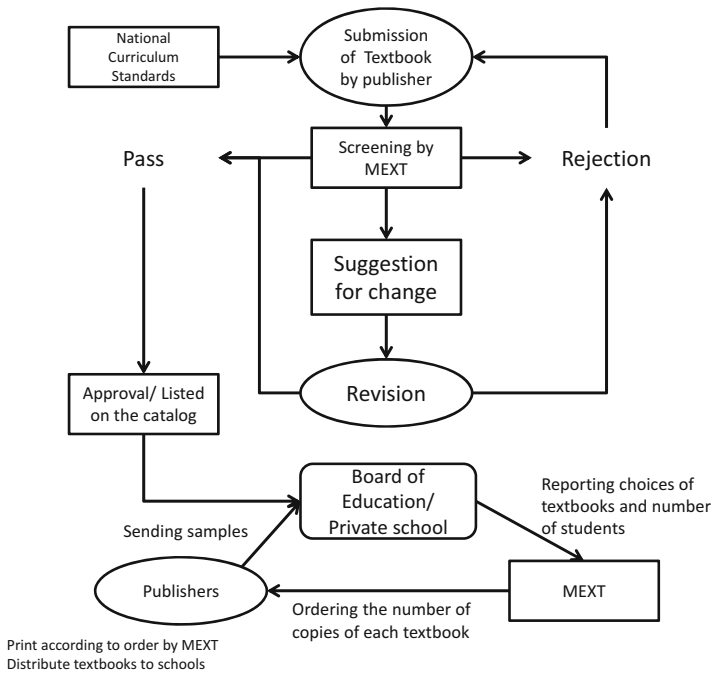 National
Curriculum
Standards
Submission
of Textbook
by publisher
Pass
Screening by
MEXT
Rejection
Suggestion
for change
Approval/ Listed
on the catalog
Revision
Board of
Education/
Private school
Reporting choices of
textbooks and number
of students
Sending samples
Publishers
MEXT
Ordering the number of
copies of each textbook
Print according to order by MEXT
Distribute textbooks to schools